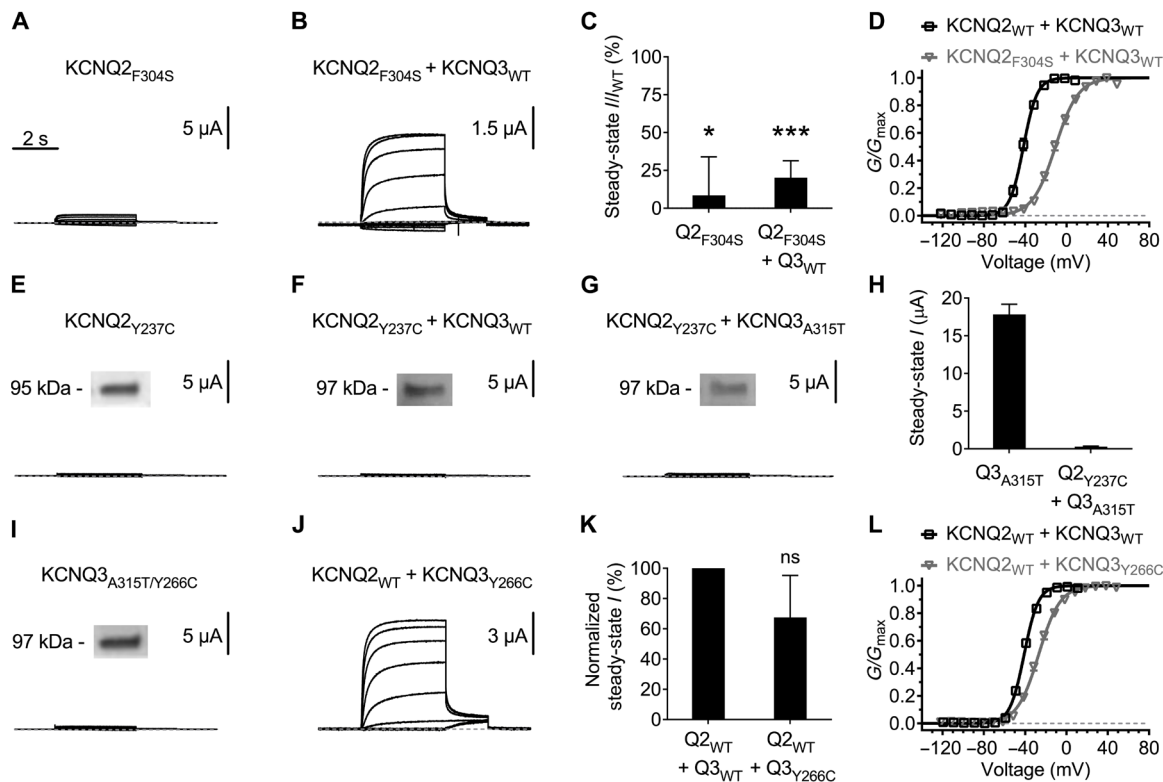 A
KCNQ2F304S
5 µA
2 s
B
KCNQ2F304S + KCNQ3WT
1.5 µA
C
Steady-state I/IWT (%)
100
75
50
25
0
*
***
Q2F304S
Q2F304S
+ Q3WT
D
KCNQ2WT + KCNQ3WT
KCNQ2F304S + KCNQ3WT
G/Gmax
1.0
0.8
0.6
0.4
0.2
0.0
−120 −80 −40 0 40 80
Voltage (mV)
E
KCNQ2Y237C
95 kDa -
5 µA
F
KCNQ2Y237C + KCNQ3WT
97 kDa -
5 µA
G
KCNQ2Y237C + KCNQ3A315T
97 kDa -
5 µA
H
Steady-state I (µA)
20
15
10
5
0
Q3A315T
Q2Y237C
+ Q3A315T
I
KCNQ3A315T/Y266C
97 kDa -
5 µA
J
KCNQ2WT + KCNQ3Y266C
3 µA
K
Normalized
steady-state I (%)
100
80
60
40
20
0
ns
Q2WT
+ Q3WT
Q2WT
+ Q3Y266C
L
KCNQ2WT + KCNQ3WT
KCNQ2WT + KCNQ3Y266C
G/Gmax
1.0
0.8
0.6
0.4
0.2
0.0
−120 −80 −40 0 40 80
Voltage (mV)